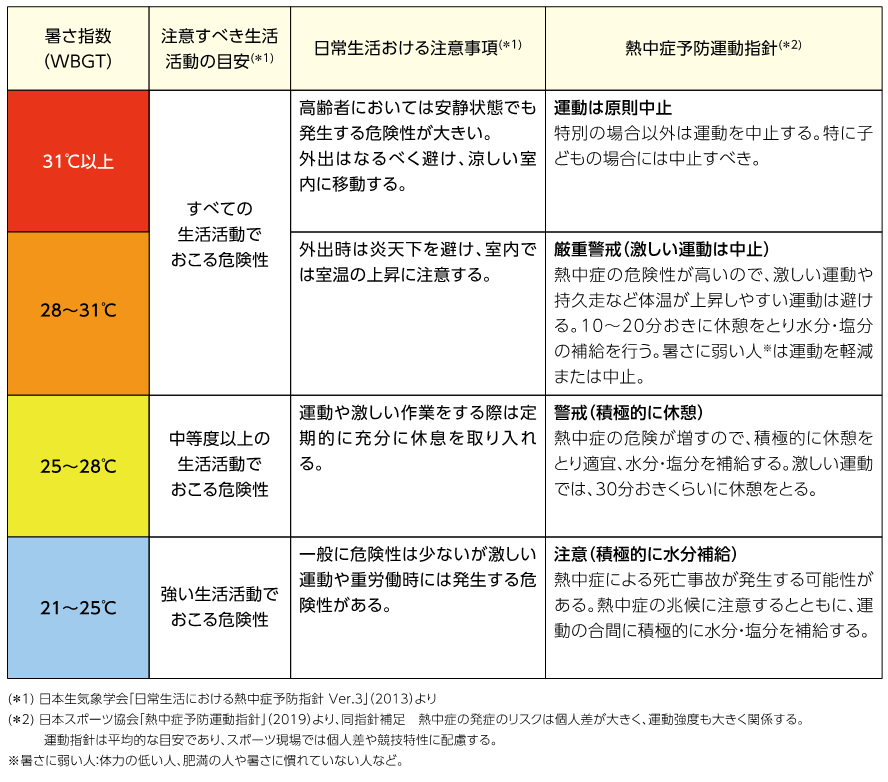 暑さ指数
（WBGT）
注意すべき生活
活動の目安(＊1)
日常生活おける注意事項(＊1)
熱中症予防運動指針(＊2)
31℃以上
すべての
生活活動で
おこる危険性
高齢者においては安静状態でも
発生する危険性が大きい。
外出はなるべく避け、涼しい室
内に移動する。
運動は原則中止
特別の場合以外は運動を中止する。特に子
どもの場合には中止すべき。
28～31℃
外出時は炎天下を避け、室内で
は室温の上昇に注意する。
厳重警戒（激しい運動は中止）
熱中症の危険性が高いので、激しい運動や
持久走など体温が上昇しやすい運動は避け
る。10～20分おきに休憩をとり水分・塩分
の補給を行う。暑さに弱い人※は運動を軽減
または中止。
25～28℃
中等度以上の
生活活動で
おこる危険性
運動や激しい作業をする際は定
期的に充分に休息を取り入れ
る。
警戒（積極的に休憩）
熱中症の危険が増すので、積極的に休憩を
とり適宜、水分・塩分を補給する。激しい運動
では、30分おきくらいに休憩をとる。
21～25℃
強い生活活動で
おこる危険性
一般に危険性は少ないが激しい
運動や重労働時には発生する危
険性がある。
注意（積極的に水分補給）
熱中症による死亡事故が発生する可能性が
ある。熱中症の兆候に注意するとともに、運
動の合間に積極的に水分・塩分を補給する。
(＊1) 日本生気象学会「日常生活における熱中症予防指針 Ver.3」(2013)より
(＊2) 日本スポーツ協会「熱中症予防運動指針」(2019)より、同指針補足　熱中症の発症のリスクは個人差が大きく、運動強度も大きく関係する。
運動指針は平均的な目安であり、スポーツ現場では個人差や競技特性に配慮する。
※暑さに弱い人：体力の低い人、肥満の人や暑さに慣れていない人など。